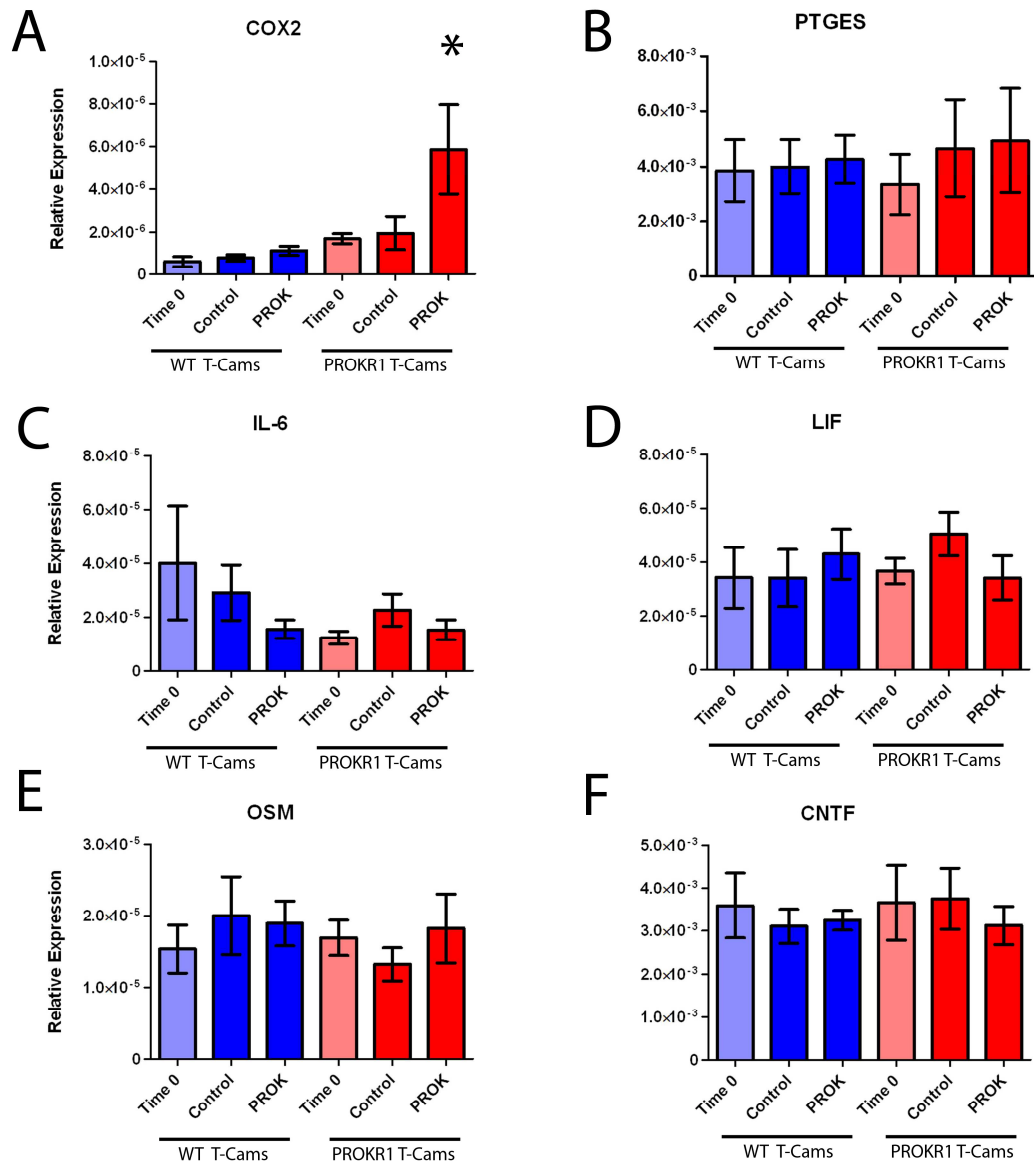 A
COX2
*
Relative Expression
1.0×10⁻⁵
8.0×10⁻⁶
6.0×10⁻⁶
4.0×10⁻⁶
2.0×10⁻⁶
0
Time 0 Control PROK Time 0 Control PROK
WT T-Cams PROKR1 T-Cams
B
PTGES
8.0×10⁻³
6.0×10⁻³
4.0×10⁻³
2.0×10⁻³
0
Time 0 Control PROK Time 0 Control PROK
WT T-Cams PROKR1 T-Cams
C
IL-6
Relative Expression
8.0×10⁻⁵
6.0×10⁻⁵
4.0×10⁻⁵
2.0×10⁻⁵
0
Time 0 Control PROK Time 0 Control PROK
WT T-Cams PROKR1 T-Cams
D
LIF
8.0×10⁻⁵
6.0×10⁻⁵
4.0×10⁻⁵
2.0×10⁻⁵
0
Time 0 Control PROK Time 0 Control PROK
WT T-Cams PROKR1 T-Cams
E
OSM
Relative Expression
3.0×10⁻⁵
2.0×10⁻⁵
1.0×10⁻⁵
0
Time 0 Control PROK Time 0 Control PROK
WT T-Cams PROKR1 T-Cams
F
CNTF
5.0×10⁻³
4.0×10⁻³
3.0×10⁻³
2.0×10⁻³
1.0×10⁻³
0
Time 0 Control PROK Time 0 Control PROK
WT T-Cams PROKR1 T-Cams